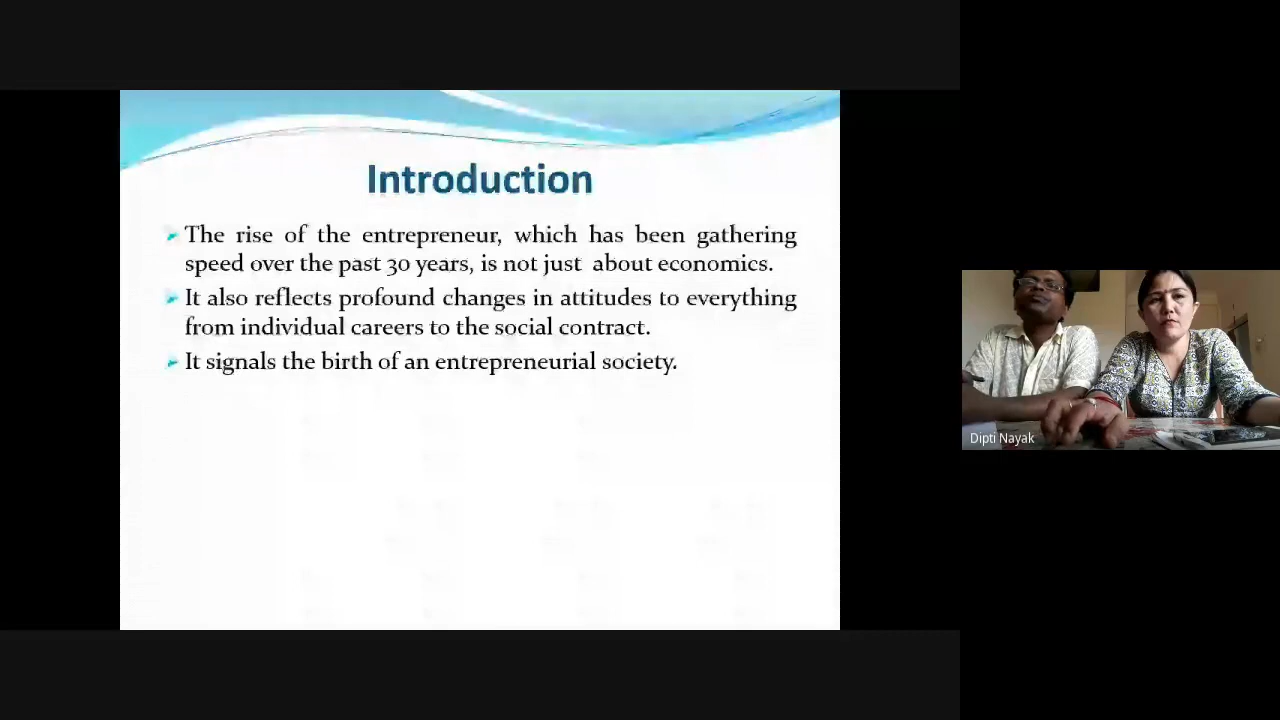 Introduction
The rise of the entrepreneur, which has been gathering
speed over the past 30 years, is not just about economics.
It also reflects profound changes in attitudes to everything
from individual careers to the social contract.
It signals the birth of an entrepreneurial society.
Dipti Nayak